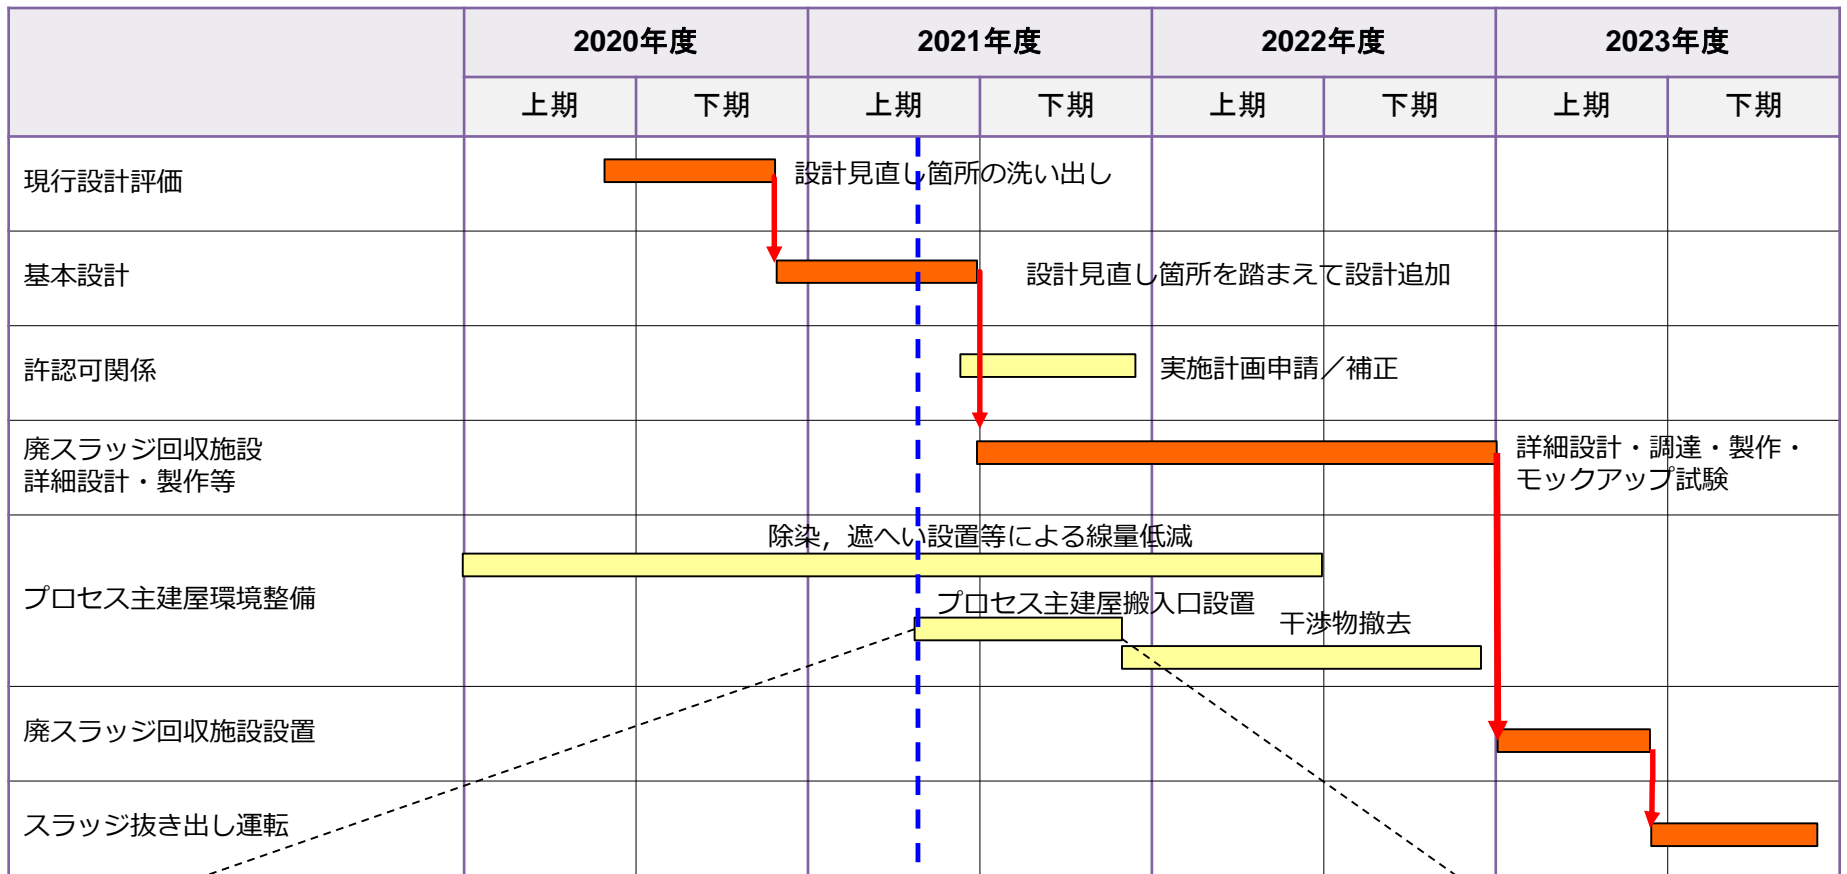 2020年度
2021年度
2022年度
2023年度
上期
下期
上期
下期
上期
下期
上期
下期
現行設計評価
設計見直し箇所の洗い出し
基本設計
設計見直し箇所を踏まえて設計追加
許認可関係
実施計画申請／補正
廃スラッジ回収施設
詳細設計・製作等
詳細設計・調達・製作・
モックアップ試験
プロセス主建屋環境整備
除染，遮へい設置等による線量低減
プロセス主建屋搬入口設置
干渉物撤去
廃スラッジ回収施設設置
スラッジ抜き出し運転